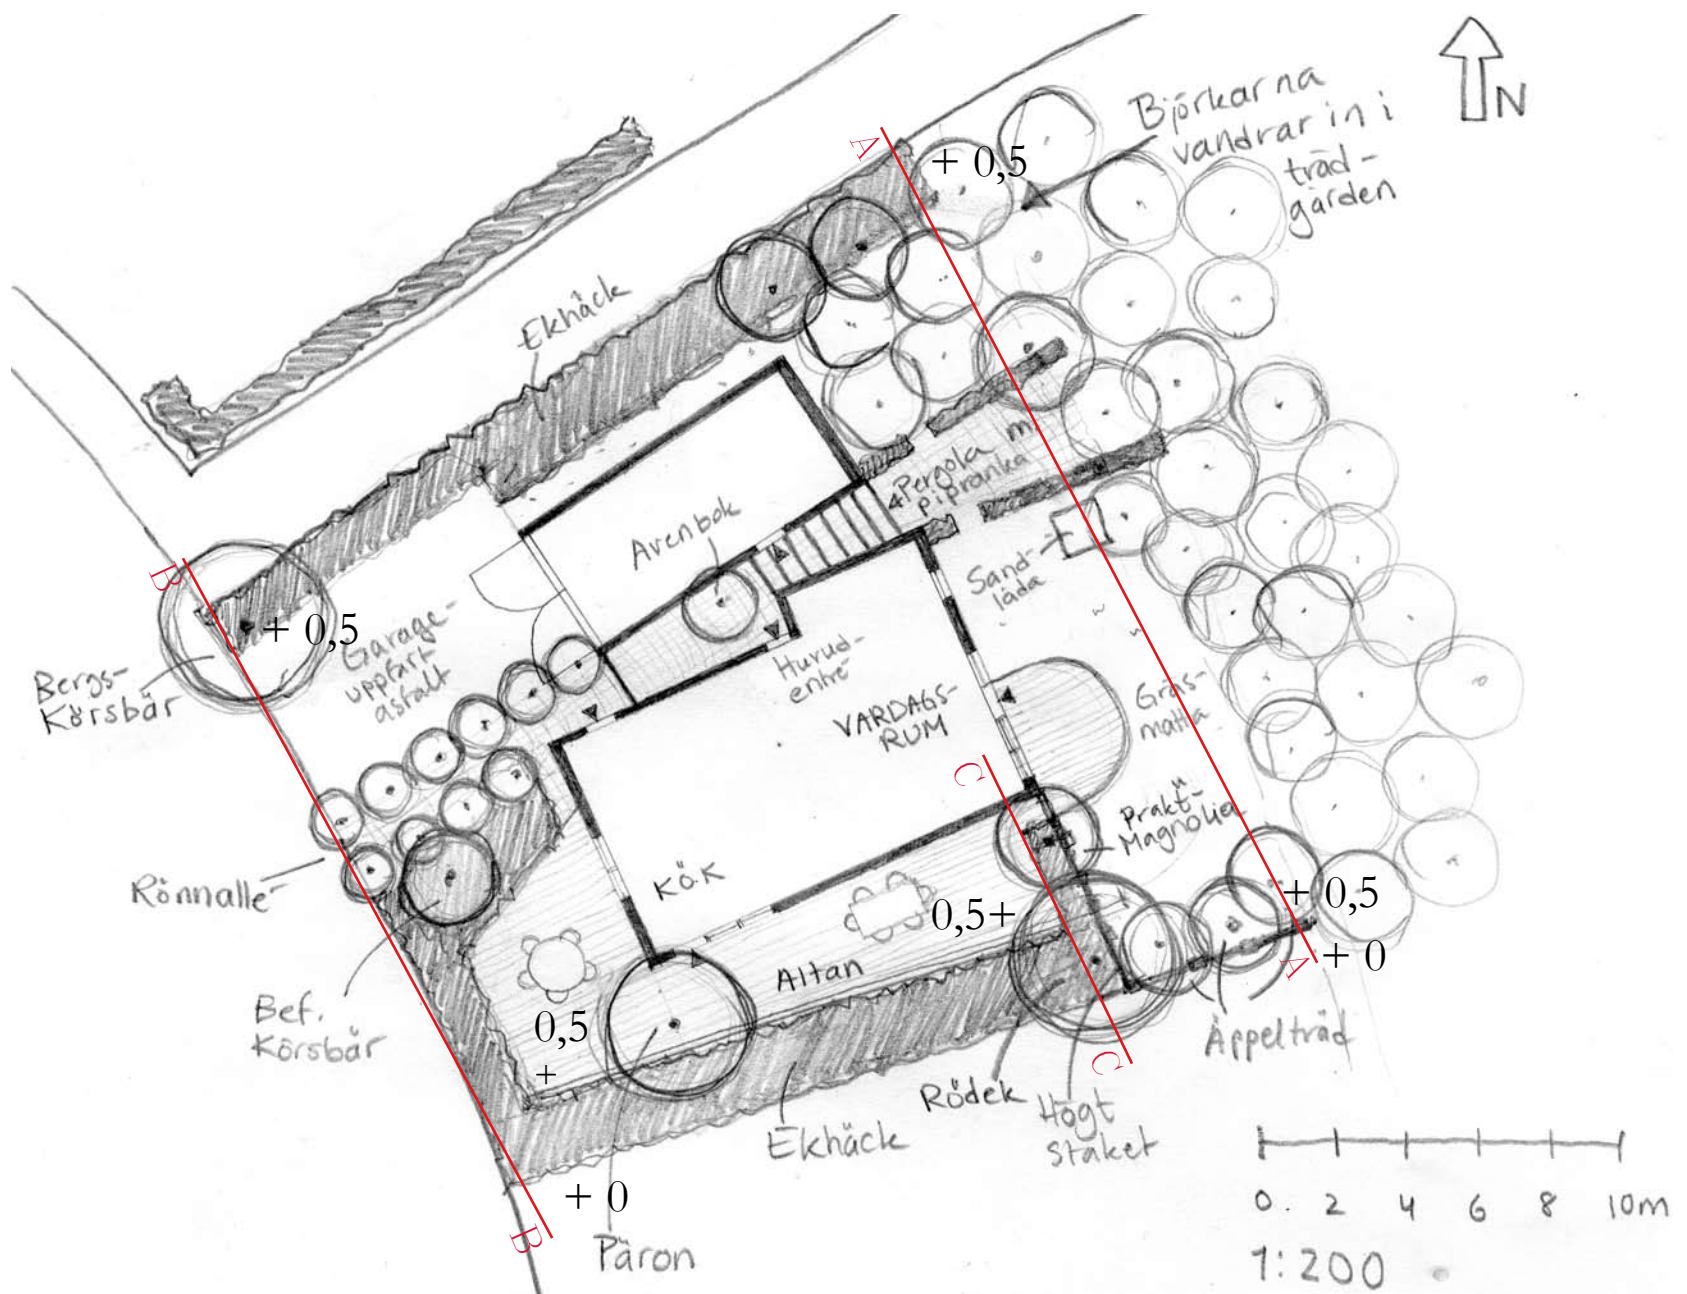 N
Björkarna
vandrar in i
träd-
gården
A
+ 0,5
Ekhäck
Pergola m.
pipranka
Avenbok
B
+ 0,5
Garage-
uppfart
asfalt
Bergs-
Körsbär
Sand-
låda
Huvud-
entré
VARDAGS-
RUM
Gräs-
matta
C
Prakt-
Magnolia
Rönnallé
KÖK
0,5+
+ 0,5
+ 0
A
Altan
Bef.
Körsbär
0,5
+
Äppelträd
C
Rödek
Högt
staket
Ekhäck
+ 0
B
Päron
0. 2 4 6 8 10m
1:200